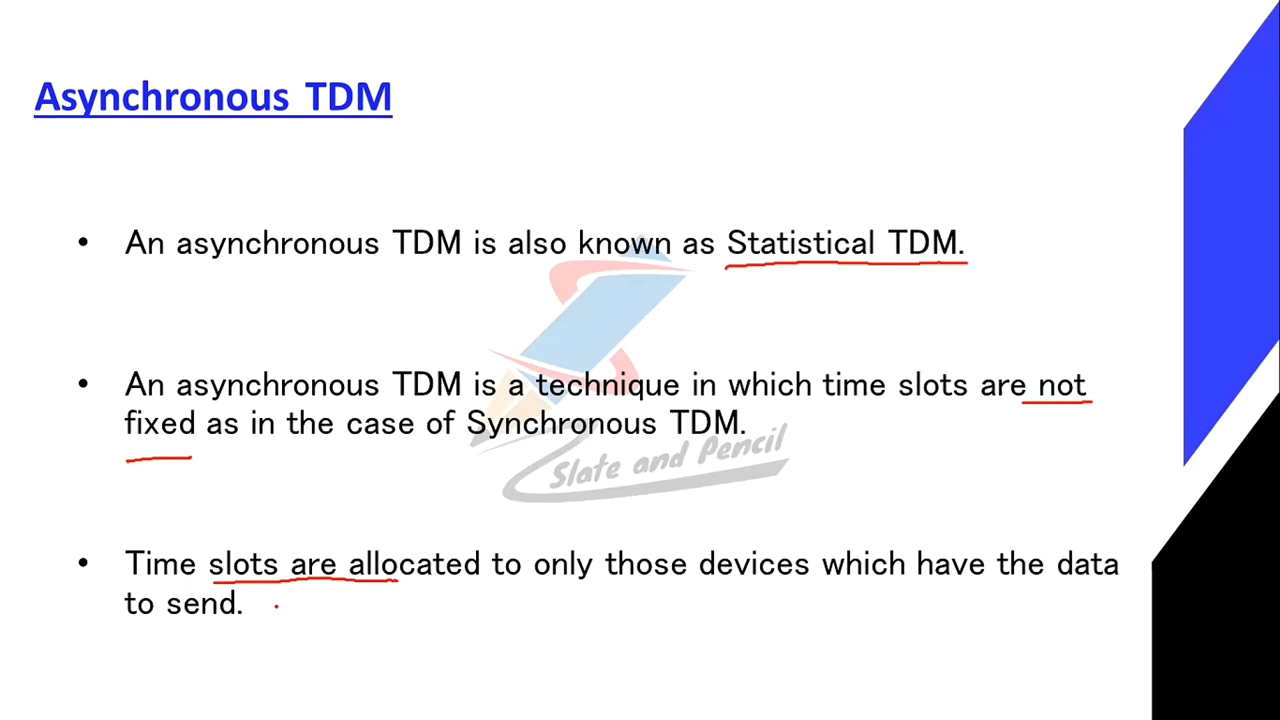 Asynchronous TDM
• An asynchronous TDM is also known as Statistical TDM.
• An asynchronous TDM is a technique in which time slots are not
fixed as in the case of Synchronous TDM.
Slate and Pencil
• Time slots are allocated to only those devices which have the data
to send.